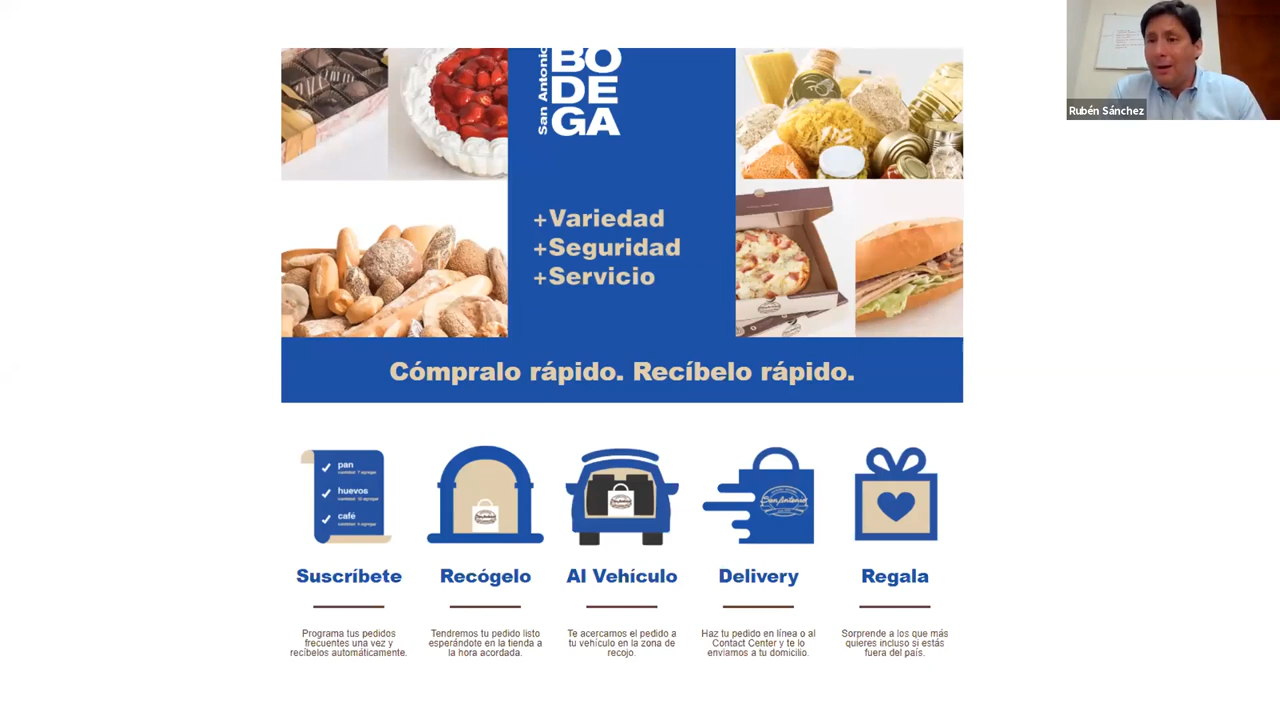 San Antonio
BO
DE
GA
+Variedad
+Seguridad
+Servicio
Cómpralo rápido. Recíbelo rápido.
pan
huevos
café
San Antonio
Suscríbete
Recógelo
Al Vehículo
Delivery
Regala
Programa tus pedidos
frecuentes una vez y
recíbelos automáticamente.
Tendremos tu pedido listo
esperándote en la tienda a
la hora acordada.
Te acercamos el pedido a
tu vehículo en la zona de
recojo.
Haz tu pedido en línea o al
Contact Center y te lo
enviamos a tu domicilio.
Sorprende a los que más
quieres incluso si estás
fuera del país.
Rubén Sánchez